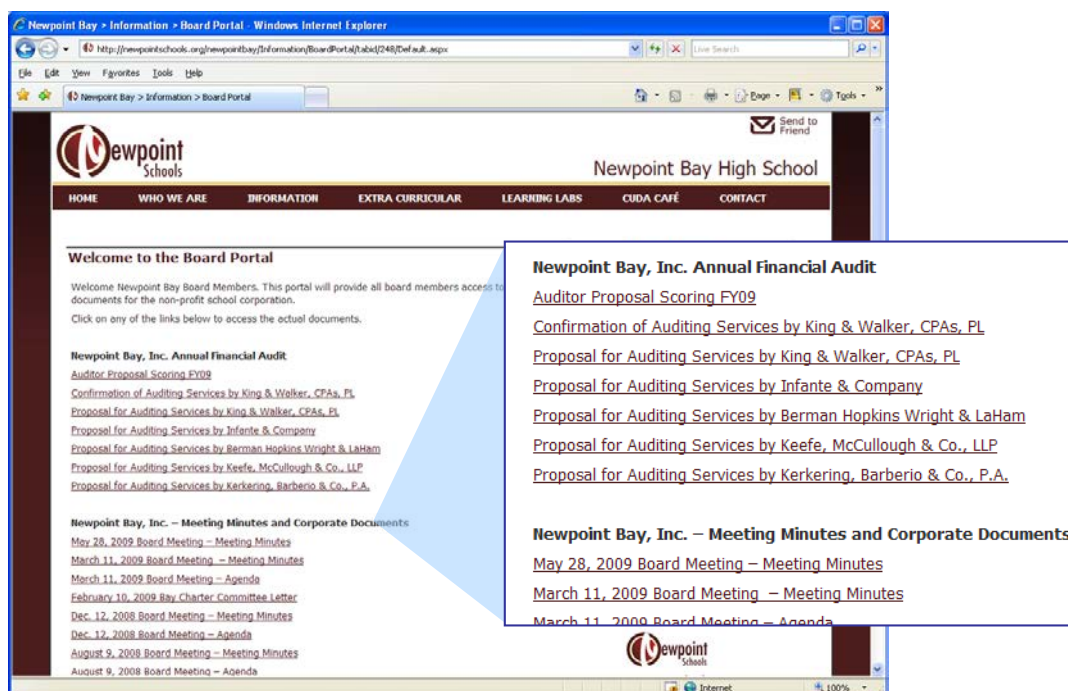 Newpoint Bay > Information > Board Portal - Windows Internet Explorer
http://newpointschools.org/newpointbay/Information/BoardPortal/tabid/248/Default.aspx
Live Search
File Edit View Favorites Tools Help
Newpoint Bay > Information > Board Portal
Page Tools
Send to
Friend
Newpoint
Schools
Newpoint Bay High School
HOME WHO WE ARE INFORMATION EXTRA CURRICULAR LEARNING LABS CUDA CAFÉ CONTACT
Welcome to the Board Portal
Welcome Newpoint Bay Board Members. This portal will provide all board members access to
documents for the non-profit school corporation.
Click on any of the links below to access the actual documents.
Newpoint Bay, Inc. Annual Financial Audit
Auditor Proposal Scoring FY09
Confirmation of Auditing Services by King & Walker, CPAs, PL
Proposal for Auditing Services by King & Walker, CPAs, PL
Proposal for Auditing Services by Infante & Company
Proposal for Auditing Services by Berman Hopkins Wright & LaHam
Proposal for Auditing Services by Keefe, McCullough & Co., LLP
Proposal for Auditing Services by Kerkering, Barberio & Co., P.A.
Newpoint Bay, Inc. – Meeting Minutes and Corporate Documents
May 28, 2009 Board Meeting – Meeting Minutes
March 11, 2009 Board Meeting – Meeting Minutes
March 11, 2009 Board Meeting – Agenda
February 10, 2009 Bay Charter Committee Letter
Dec. 12, 2008 Board Meeting – Meeting Minutes
Dec. 12, 2008 Board Meeting – Agenda
August 9, 2008 Board Meeting – Meeting Minutes
August 9, 2008 Board Meeting – Agenda
Newpoint Bay, Inc. Annual Financial Audit
Auditor Proposal Scoring FY09
Confirmation of Auditing Services by King & Walker, CPAs, PL
Proposal for Auditing Services by King & Walker, CPAs, PL
Proposal for Auditing Services by Infante & Company
Proposal for Auditing Services by Berman Hopkins Wright & LaHam
Proposal for Auditing Services by Keefe, McCullough & Co., LLP
Proposal for Auditing Services by Kerkering, Barberio & Co., P.A.
Newpoint Bay, Inc. – Meeting Minutes and Corporate Documents
May 28, 2009 Board Meeting – Meeting Minutes
March 11, 2009 Board Meeting – Meeting Minutes
March 11, 2009 Board Meeting – Agenda
Newpoint
Schools
Internet 100%